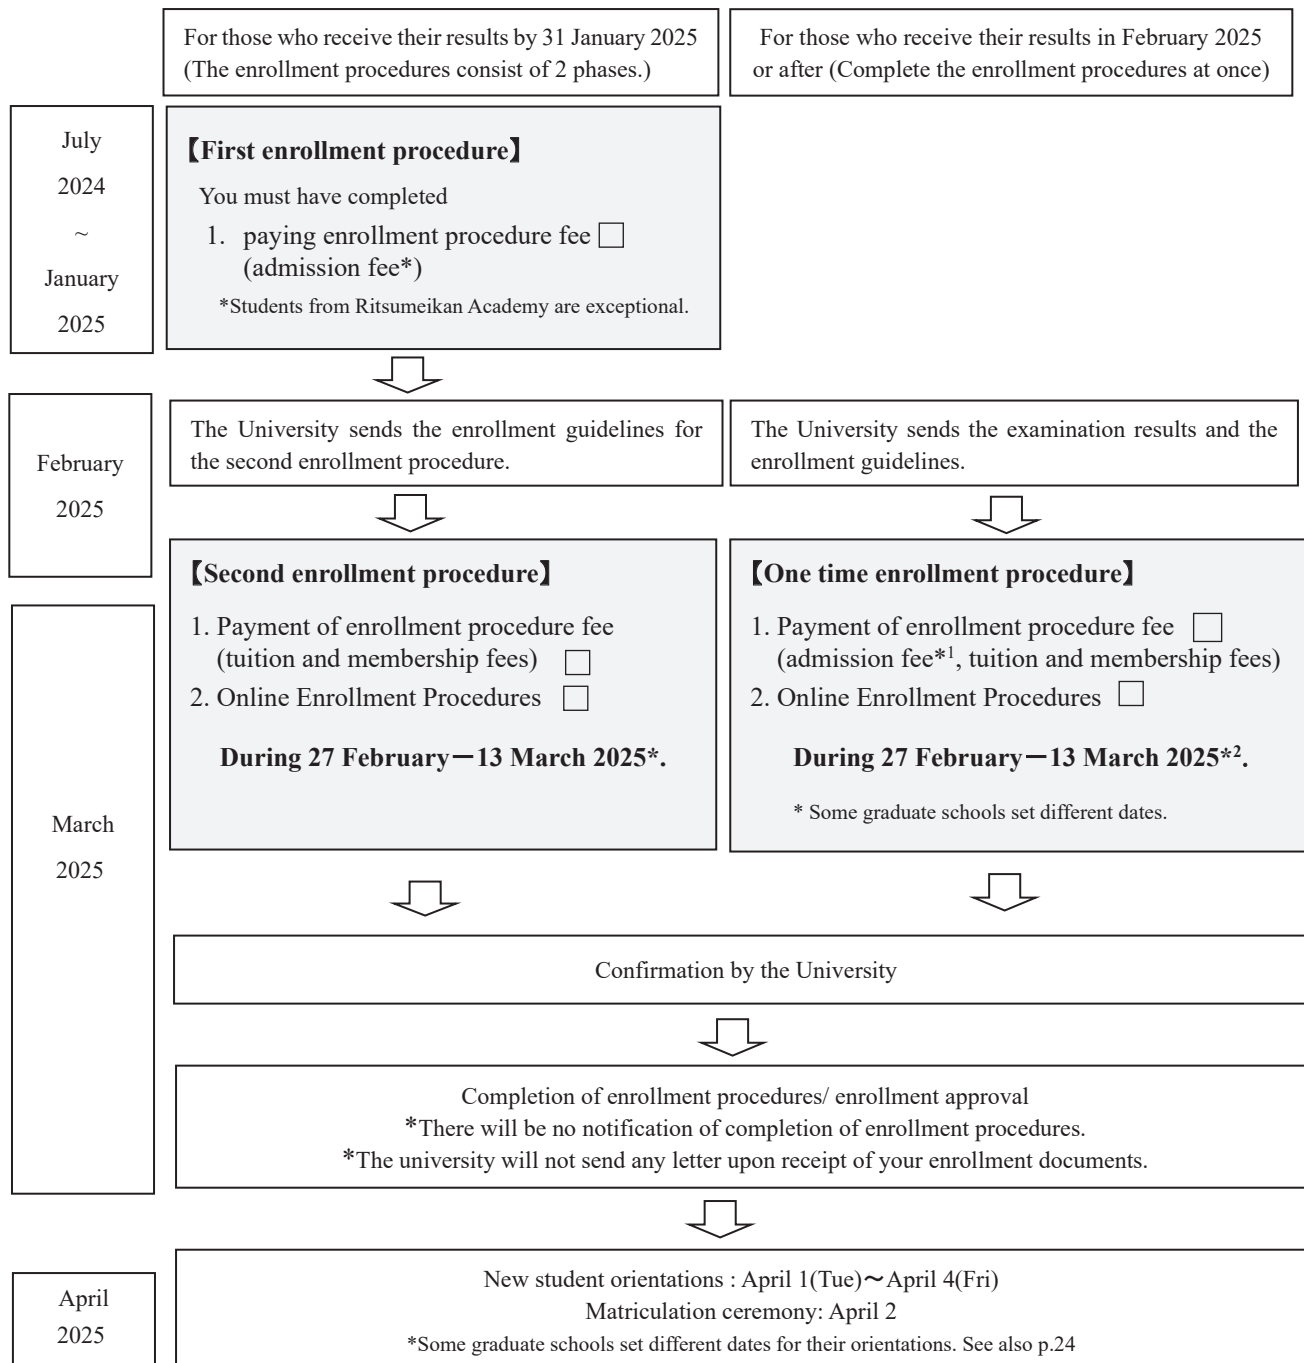 For those who receive their results by 31 January 2025
(The enrollment procedures consist of 2 phases.)
For those who receive their results in February 2025
or after (Complete the enrollment procedures at once)
July
2024
~
January
2025
【First enrollment procedure】
You must have completed
1. paying enrollment procedure fee □
(admission fee*)
*Students from Ritsumeikan Academy are exceptional.
February
2025
The University sends the enrollment guidelines for
the second enrollment procedure.
The University sends the examination results and the
enrollment guidelines.
【Second enrollment procedure】
1. Payment of enrollment procedure fee
(tuition and membership fees) □
2. Online Enrollment Procedures □
During 27 February－13 March 2025*.
【One time enrollment procedure】
1. Payment of enrollment procedure fee □
(admission fee*¹, tuition and membership fees)
2. Online Enrollment Procedures □
During 27 February－13 March 2025*².
* Some graduate schools set different dates.
March
2025
Confirmation by the University
Completion of enrollment procedures/ enrollment approval
*There will be no notification of completion of enrollment procedures.
*The university will not send any letter upon receipt of your enrollment documents.
April
2025
New student orientations : April 1(Tue)～April 4(Fri)
Matriculation ceremony: April 2
*Some graduate schools set different dates for their orientations. See also p.24